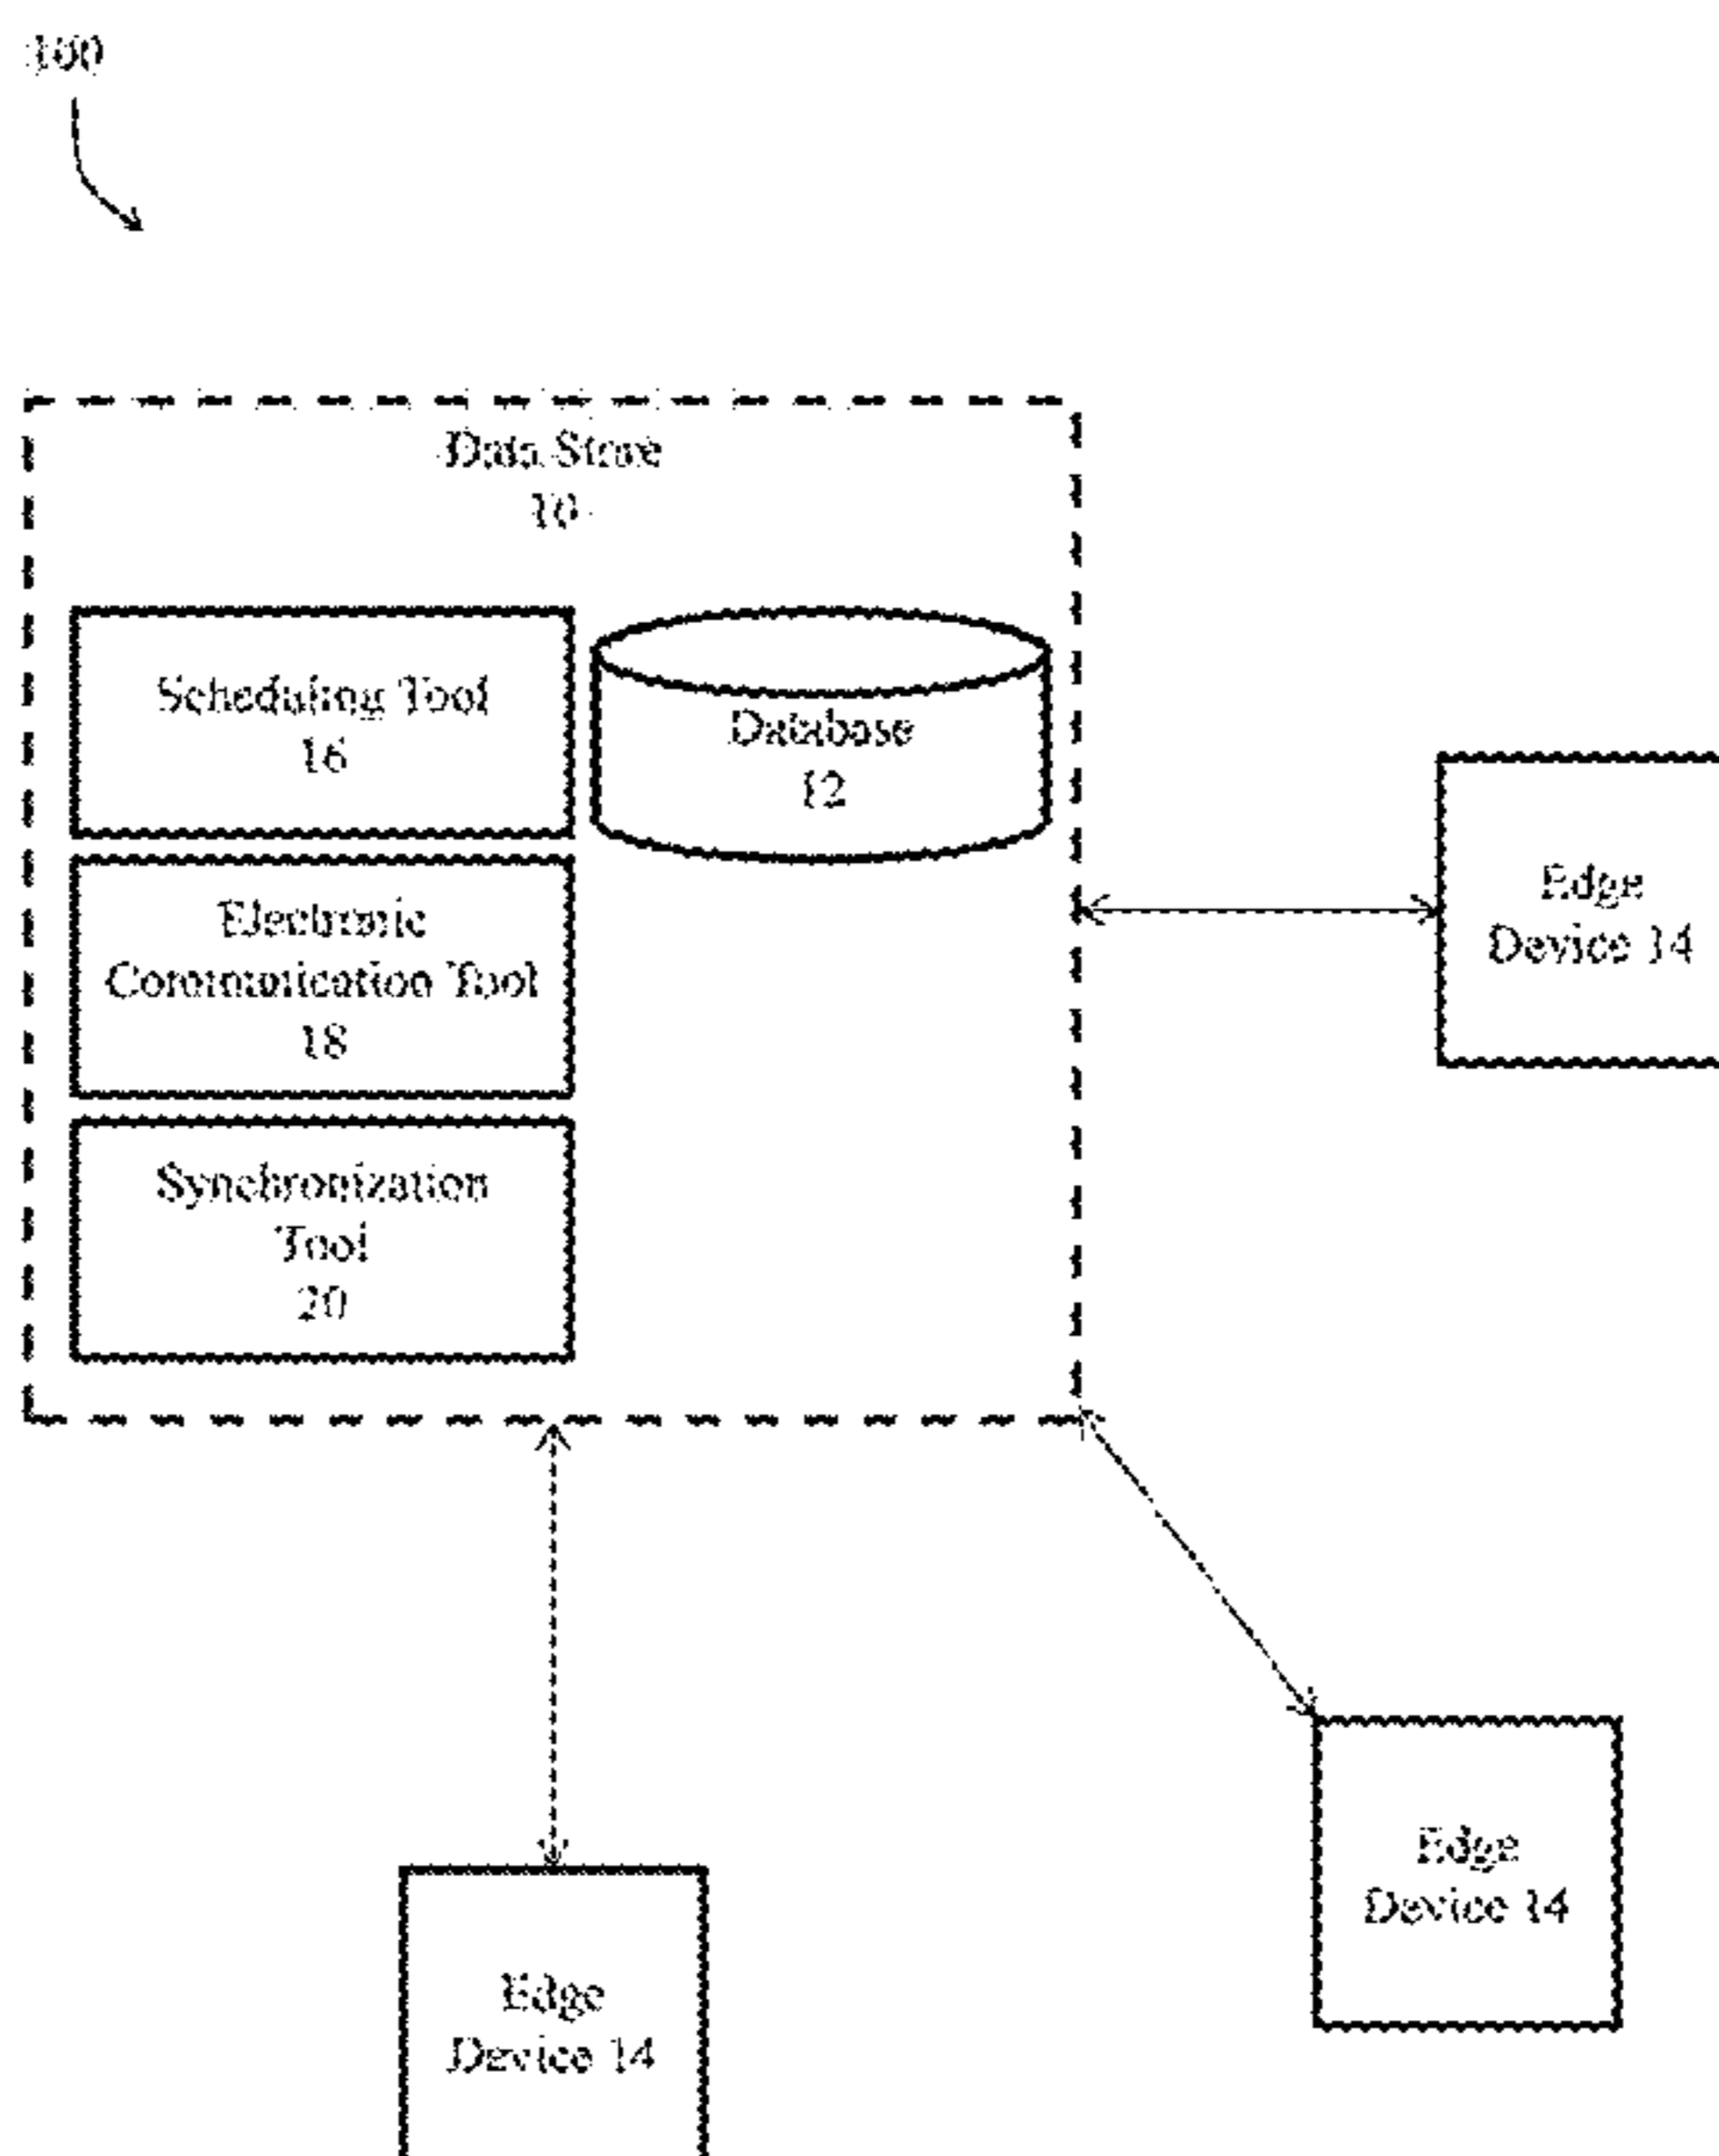 100
Data Store
10
Scheduling Tool
16
Database
12
Electronic
Communication Tool
18
Synchronization
Tool
20
Edge
Device 14
Edge
Device 14
Edge
Device 14